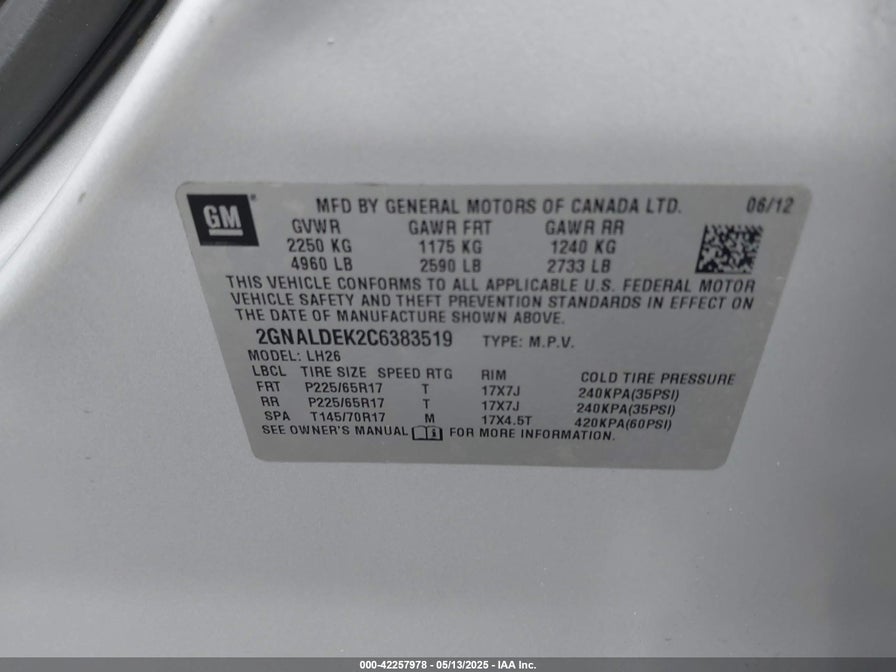 GM
MFD BY GENERAL MOTORS OF CANADA LTD. 06/12
GVWR GAWR FRT GAWR RR
2250 KG 1175 KG 1240 KG
4960 LB 2590 LB 2733 LB
THIS VEHICLE CONFORMS TO ALL APPLICABLE U.S. FEDERAL MOTOR
VEHICLE SAFETY AND THEFT PREVENTION STANDARDS IN EFFECT ON
THE DATE OF MANUFACTURE SHOWN ABOVE.
2GNALDEK2C6383519 TYPE: M.P.V.
MODEL: LH26
LBCL TIRE SIZE SPEED RTG RIM COLD TIRE PRESSURE
FRT P225/65R17 T 17X7J 240KPA(35PSI)
RR P225/65R17 T 17X7J 240KPA(35PSI)
SPA T145/70R17 M 17X4.5T 420KPA(60PSI)
SEE OWNER'S MANUAL FOR MORE INFORMATION.
000-42257978 - 05/13/2025 - IAA Inc.